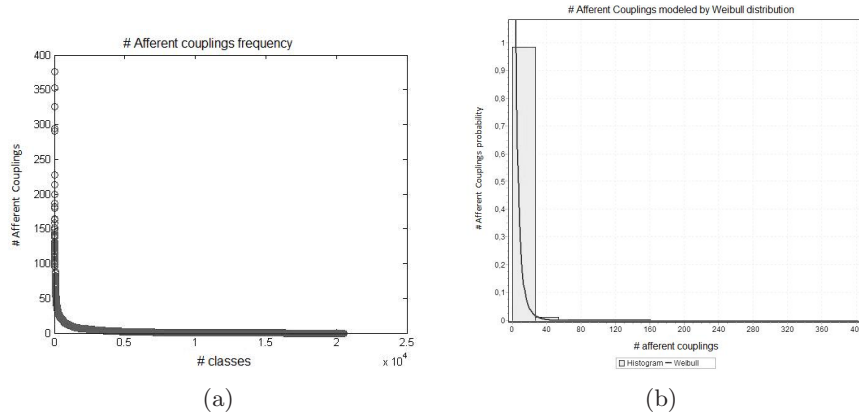 # Afferent couplings frequency
# Afferent Couplings
400
350
300
250
200
150
100
50
0
0 0.5 1 1.5 2 2.5
x 10^4
# classes
(a)
# Afferent Couplings modeled by Weibull distribution
# Afferent Couplings probability
1
0,9
0,8
0,7
0,6
0,5
0,4
0,3
0,2
0,1
0
0 40 80 120 160 200 240 280 320 360 40
# afferent couplings
Histogram Weibull
(b)